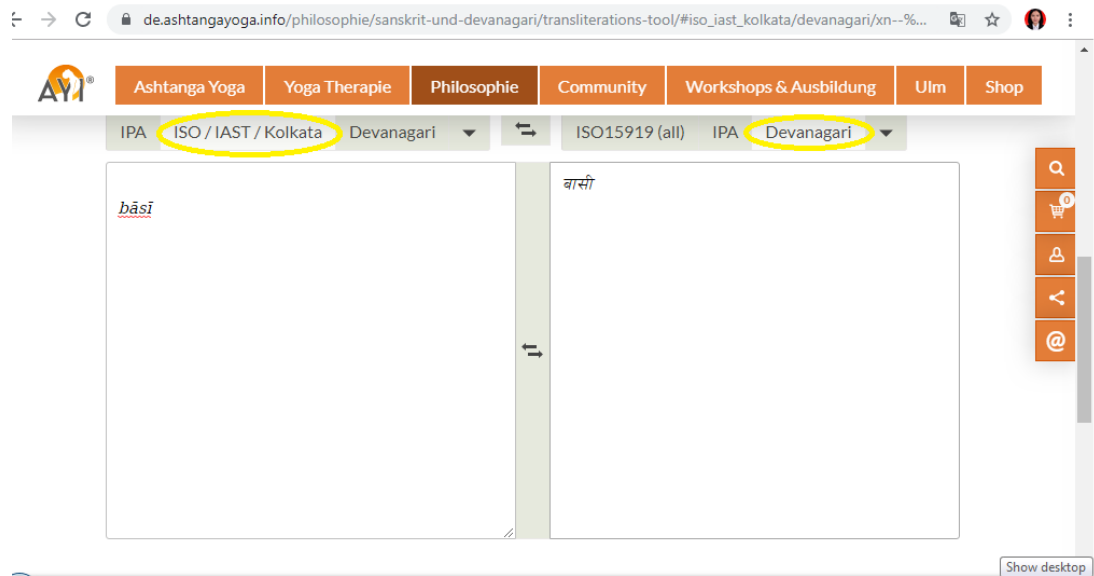 de.ashtangayoga.info/philosophie/sanskrit-und-devanagari/transliterations-tool/#iso_iast_kolkata/devanagari/xn--%...
AYI®
Ashtanga Yoga Yoga Therapie Philosophie Community Workshops & Ausbildung Ulm Shop
IPA ISO / IAST / Kolkata Devanagari ISO15919 (all) IPA Devanagari
0
बासी
bāsī
@
Show desktop